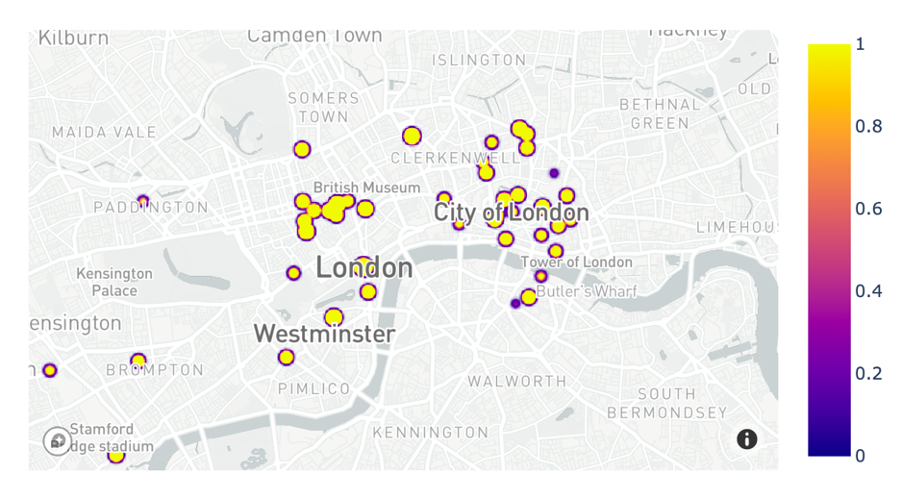 Kilburn
Camden Town
Hackney
ISLINGTON
OLD
SOMERS
TOWN
BETHNAL
GREEN
MAIDA VALE
CLERKENWELL
British Museum
PADDINGTON
City of London
LIMEHOU
Kensington
Palace
London
Tower of London
Butler's Wharf
ensington
Westminster
BROMPTON
PIMLICO
WALWORTH
SOUTH
BERMONDSEY
Stamford
dge stadium
KENNINGTON
1
0.8
0.6
0.4
0.2
0